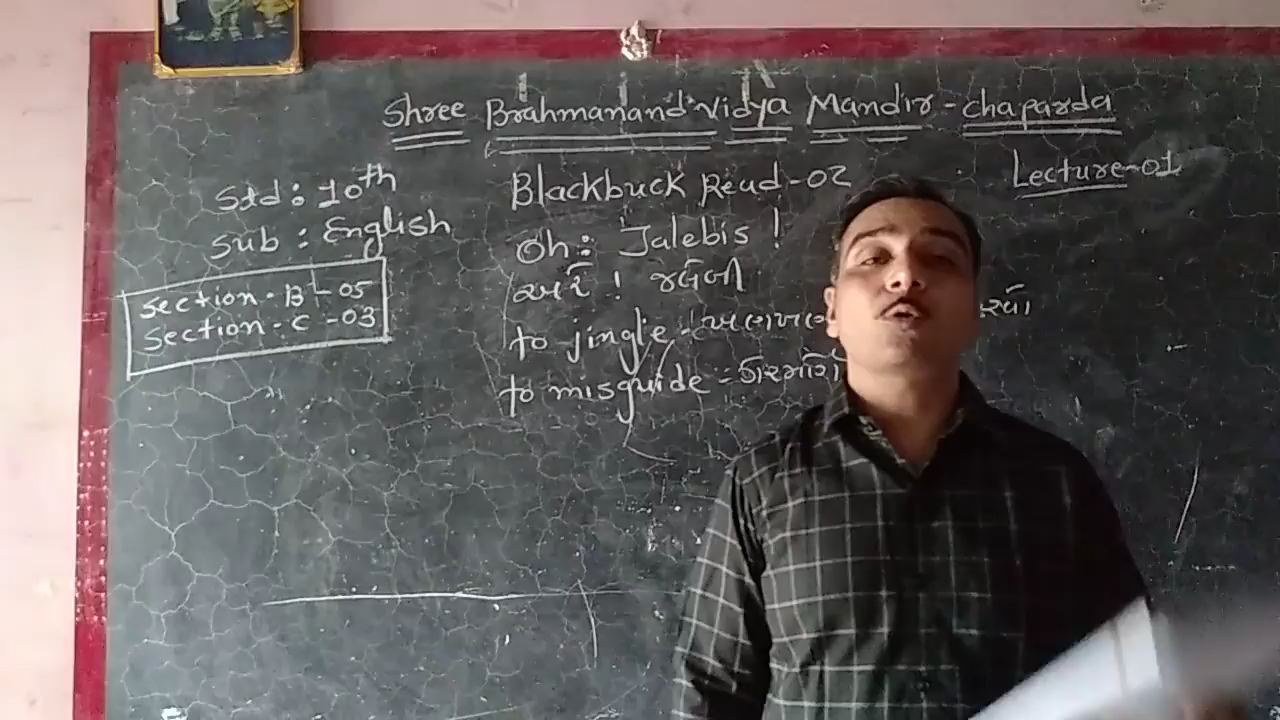 Shree Brahmanand Vidya Mandir - Chaparda
Std : 10th
Blackbuck Read - 02
Lecture - 01
Sub : English
Oh : Jalebis !
Section - B - 05
અરે ! જલેબી
Section - C - 03
to jingle -
to misguide =